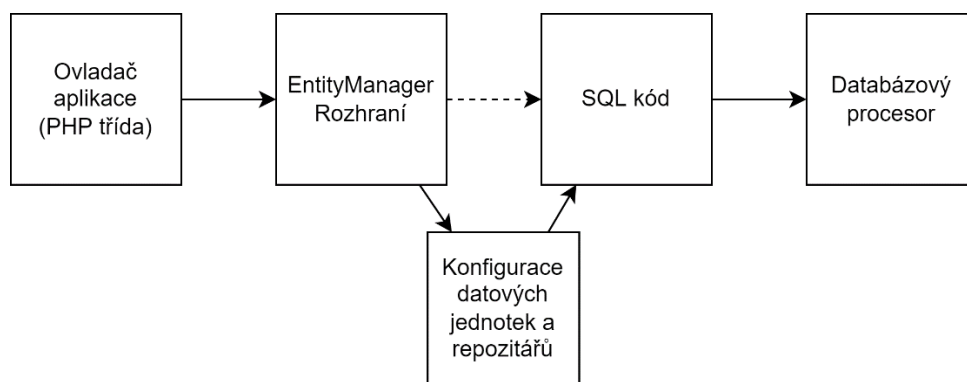 Ovladač
aplikace
(PHP třída)
EntityManager
Rozhraní
SQL kód
Databázový
procesor
Konfigurace
datových
jednotek a
repozitářů